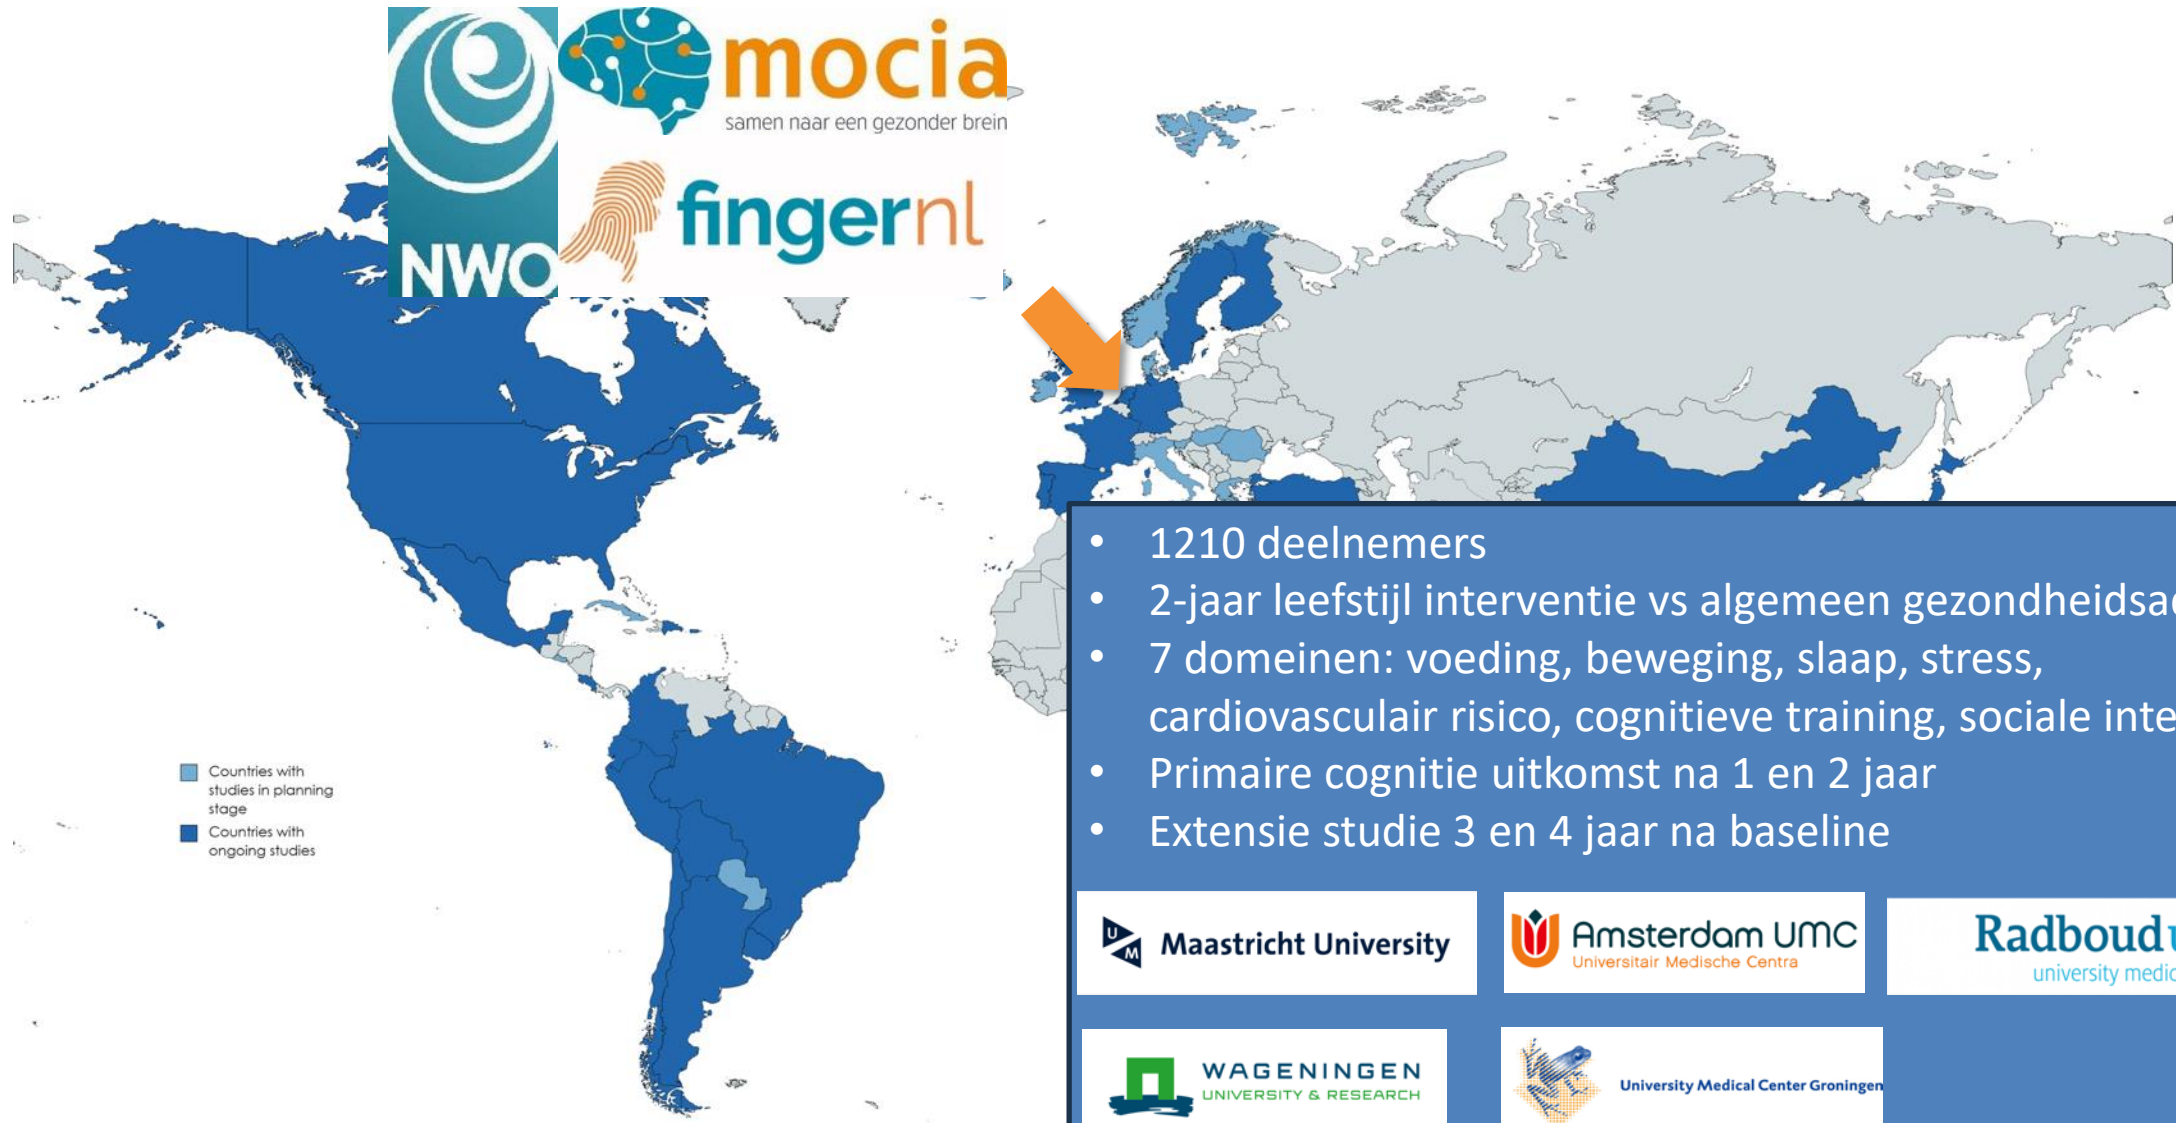 mocia
samen naar een gezonder brein
NWO
fingernl
Countries with
studies in planning
stage
Countries with
ongoing studies
• 1210 deelnemers
• 2-jaar leefstijl interventie vs algemeen
• 7 domeinen: voeding, beweging, slaap, stress,
cardiovasculair risico, cognitieve training, sociale
• Primaire cognitie uitkomst na 1 en 2 jaar
• Extensie studie 3 en 4 jaar na baseline
UM
Maastricht University
Amsterdam UMC
Universitair Medische Centra
Radboud
university
WAGENINGEN
UNIVERSITY & RESEARCH
University Medical Center Groningen